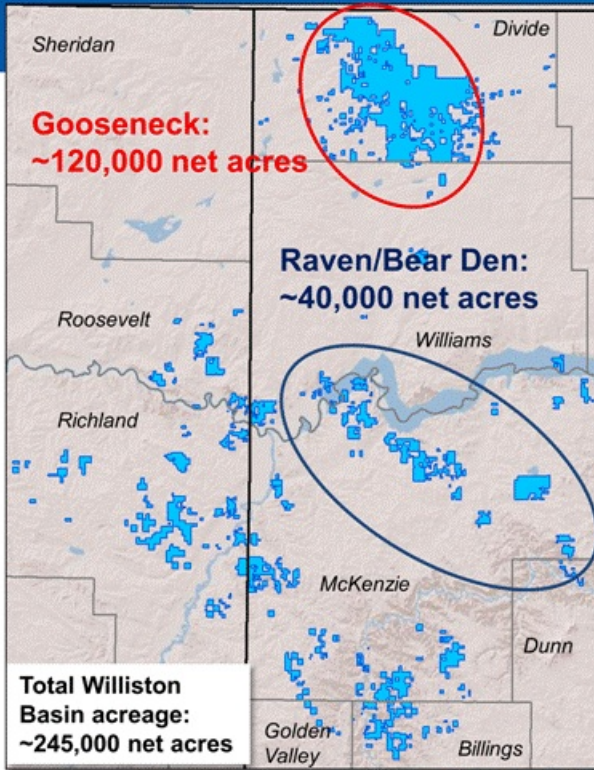 Sheridan
Divide
Gooseneck:
~120,000 net acres
Raven/Bear Den:
~40,000 net acres
Roosevelt
Williams
Richland
McKenzie
Dunn
Total Williston
Basin acreage:
~245,000 net acres
Golden
Valley
Billings